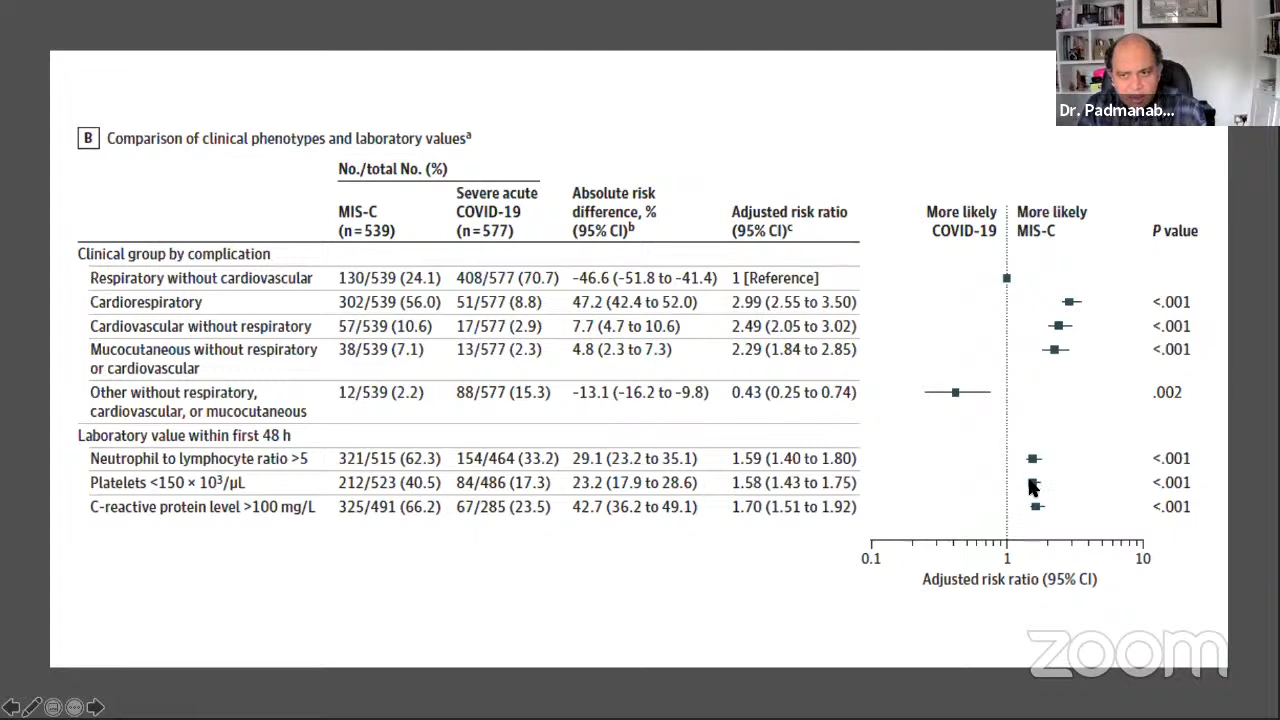 Dr. Padmanab...
B Comparison of clinical phenotypes and laboratory valuesa
No./total No. (%)
MIS-C (n = 539)
Severe acute COVID-19 (n = 577)
Absolute risk difference, % (95% CI)b
Adjusted risk ratio (95% CI)c
More likely COVID-19
More likely MIS-C
P value
Clinical group by complication
Respiratory without cardiovascular 130/539 (24.1) 408/577 (70.7) –46.6 (–51.8 to –41.4) 1 [Reference]
Cardiorespiratory 302/539 (56.0) 51/577 (8.8) 47.2 (42.4 to 52.0) 2.99 (2.55 to 3.50) <.001
Cardiovascular without respiratory 57/539 (10.6) 17/577 (2.9) 7.7 (4.7 to 10.6) 2.49 (2.05 to 3.02) <.001
Mucocutaneous without respiratory 38/539 (7.1) 13/577 (2.3) 4.8 (2.3 to 7.3) 2.29 (1.84 to 2.85) <.001
or cardiovascular
Other without respiratory, 12/539 (2.2) 88/577 (15.3) –13.1 (–16.2 to –9.8) 0.43 (0.25 to 0.74) .002
cardiovascular, or mucocutaneous
Laboratory value within first 48 h
Neutrophil to lymphocyte ratio >5 321/515 (62.3) 154/464 (33.2) 29.1 (23.2 to 35.1) 1.59 (1.40 to 1.80) <.001
Platelets <150 × 10³/µL 212/523 (40.5) 84/486 (17.3) 23.2 (17.9 to 28.6) 1.58 (1.43 to 1.75) <.001
C-reactive protein level >100 mg/L 325/491 (66.2) 67/285 (23.5) 42.7 (36.2 to 49.1) 1.70 (1.51 to 1.92) <.001
0.1 1 10
Adjusted risk ratio (95% CI)
zoom